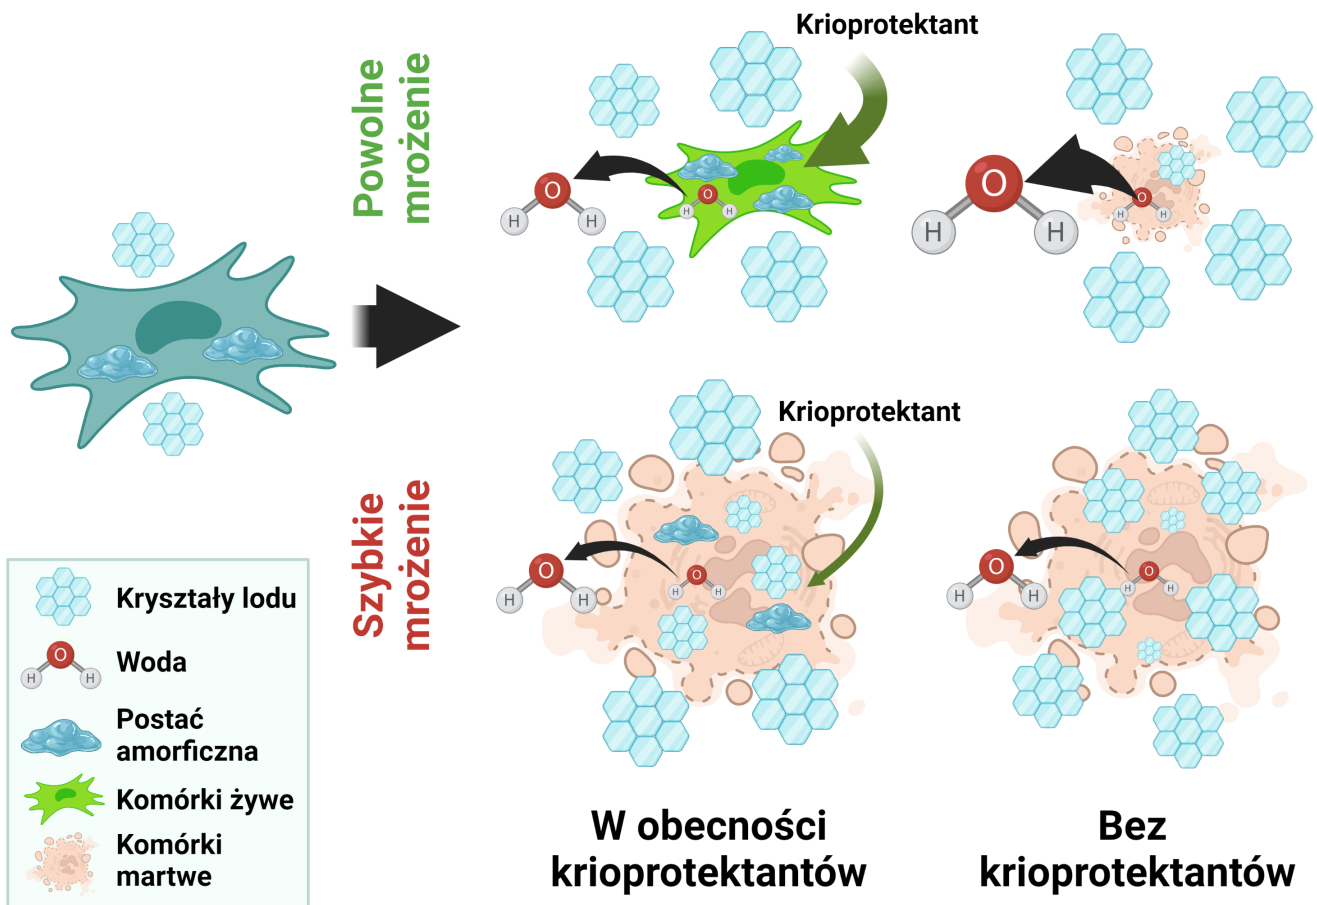 Krioprotektant
Powolne
mrożenie
O
H
H
O
H
H
O
H
H
O
H
H
Krioprotektant
Szybkie
mrożenie
O
H
H
O
H
H
O
H
H
O
H
H
Kryształy lodu
O
H
H
Woda
Postać
amorficzna
Komórki żywe
Komórki
martwe
W obecności
krioprotektantów
Bez
krioprotektantów